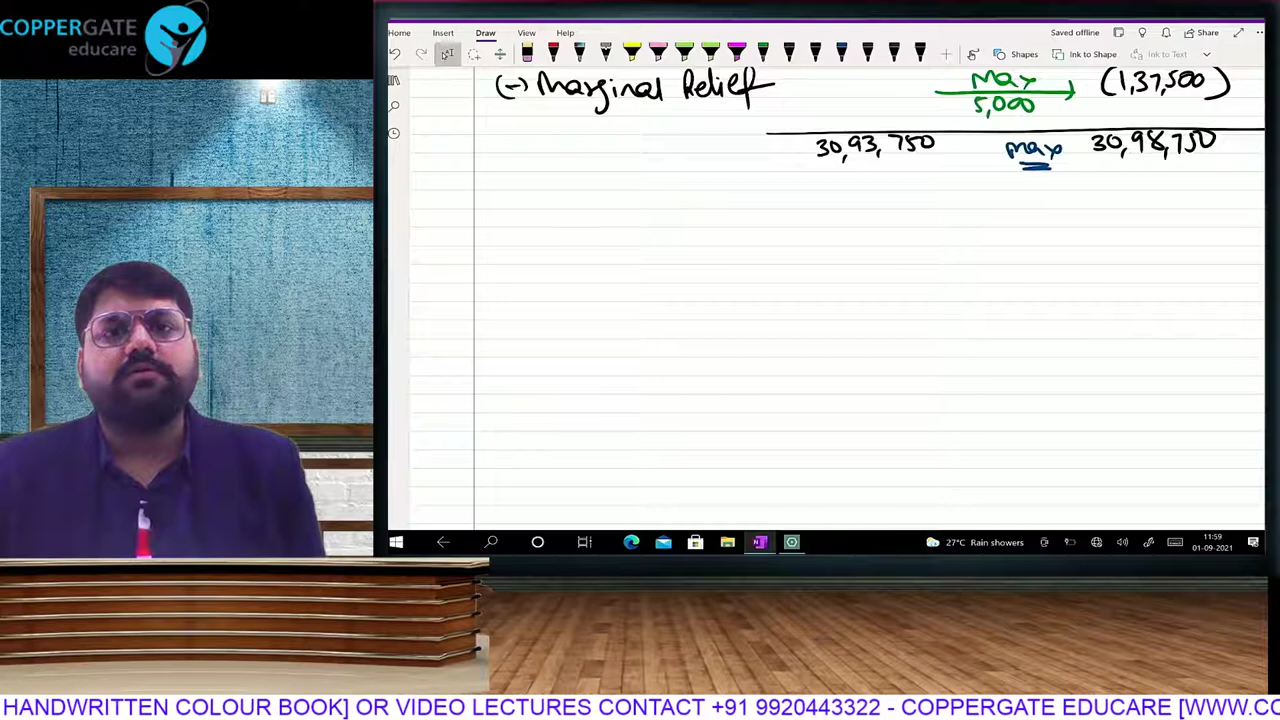 COPPERGATE
educare
Home Insert Draw View Help
Saved offline
Share
Shapes
Ink to Shape
Ink to Text
(-) Marginal Relief
Max
5,000
(1,37,500)
30,93,750
max
30,98,750
27°C Rain showers
11:59
01-09-2021
HANDWRITTEN COLOUR BOOK] OR VIDEO LECTURES CONTACT +91 9920443322 - COPPERGATE EDUCARE [WWW.CO